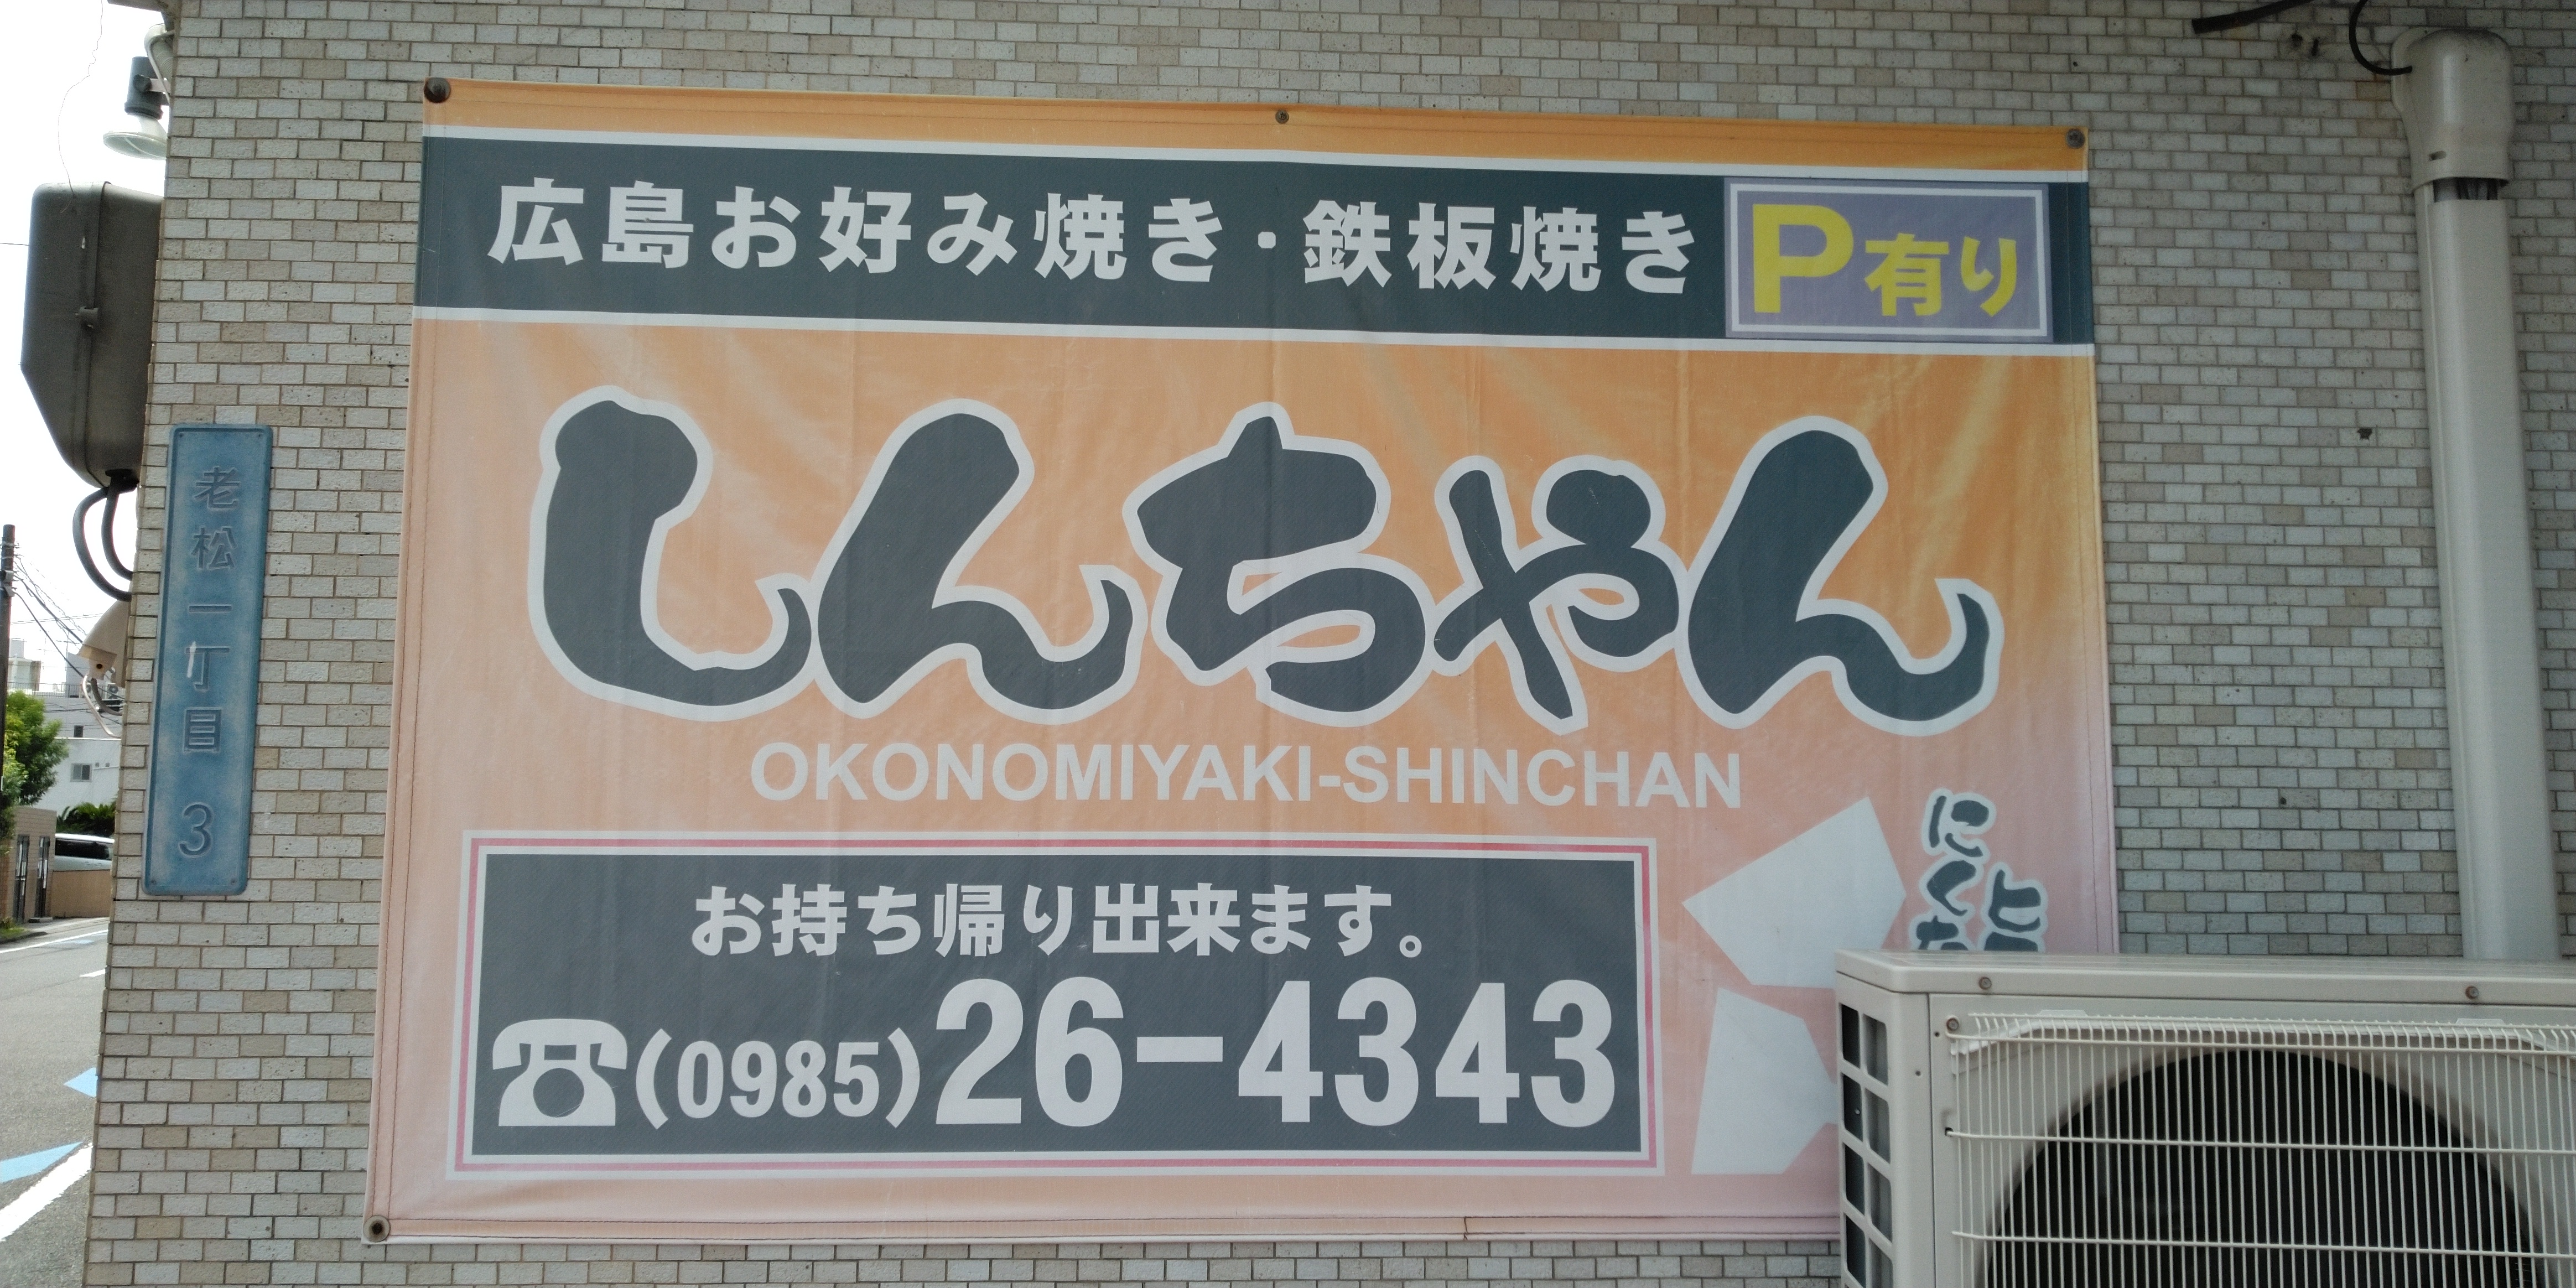 広島お好み焼き・鉄板焼き
P有り
しんちゃん
OKONOMIYAKI-SHINCHAN
お持ち帰り出来ます。
☎(0985)26-4343
老松一丁目 3